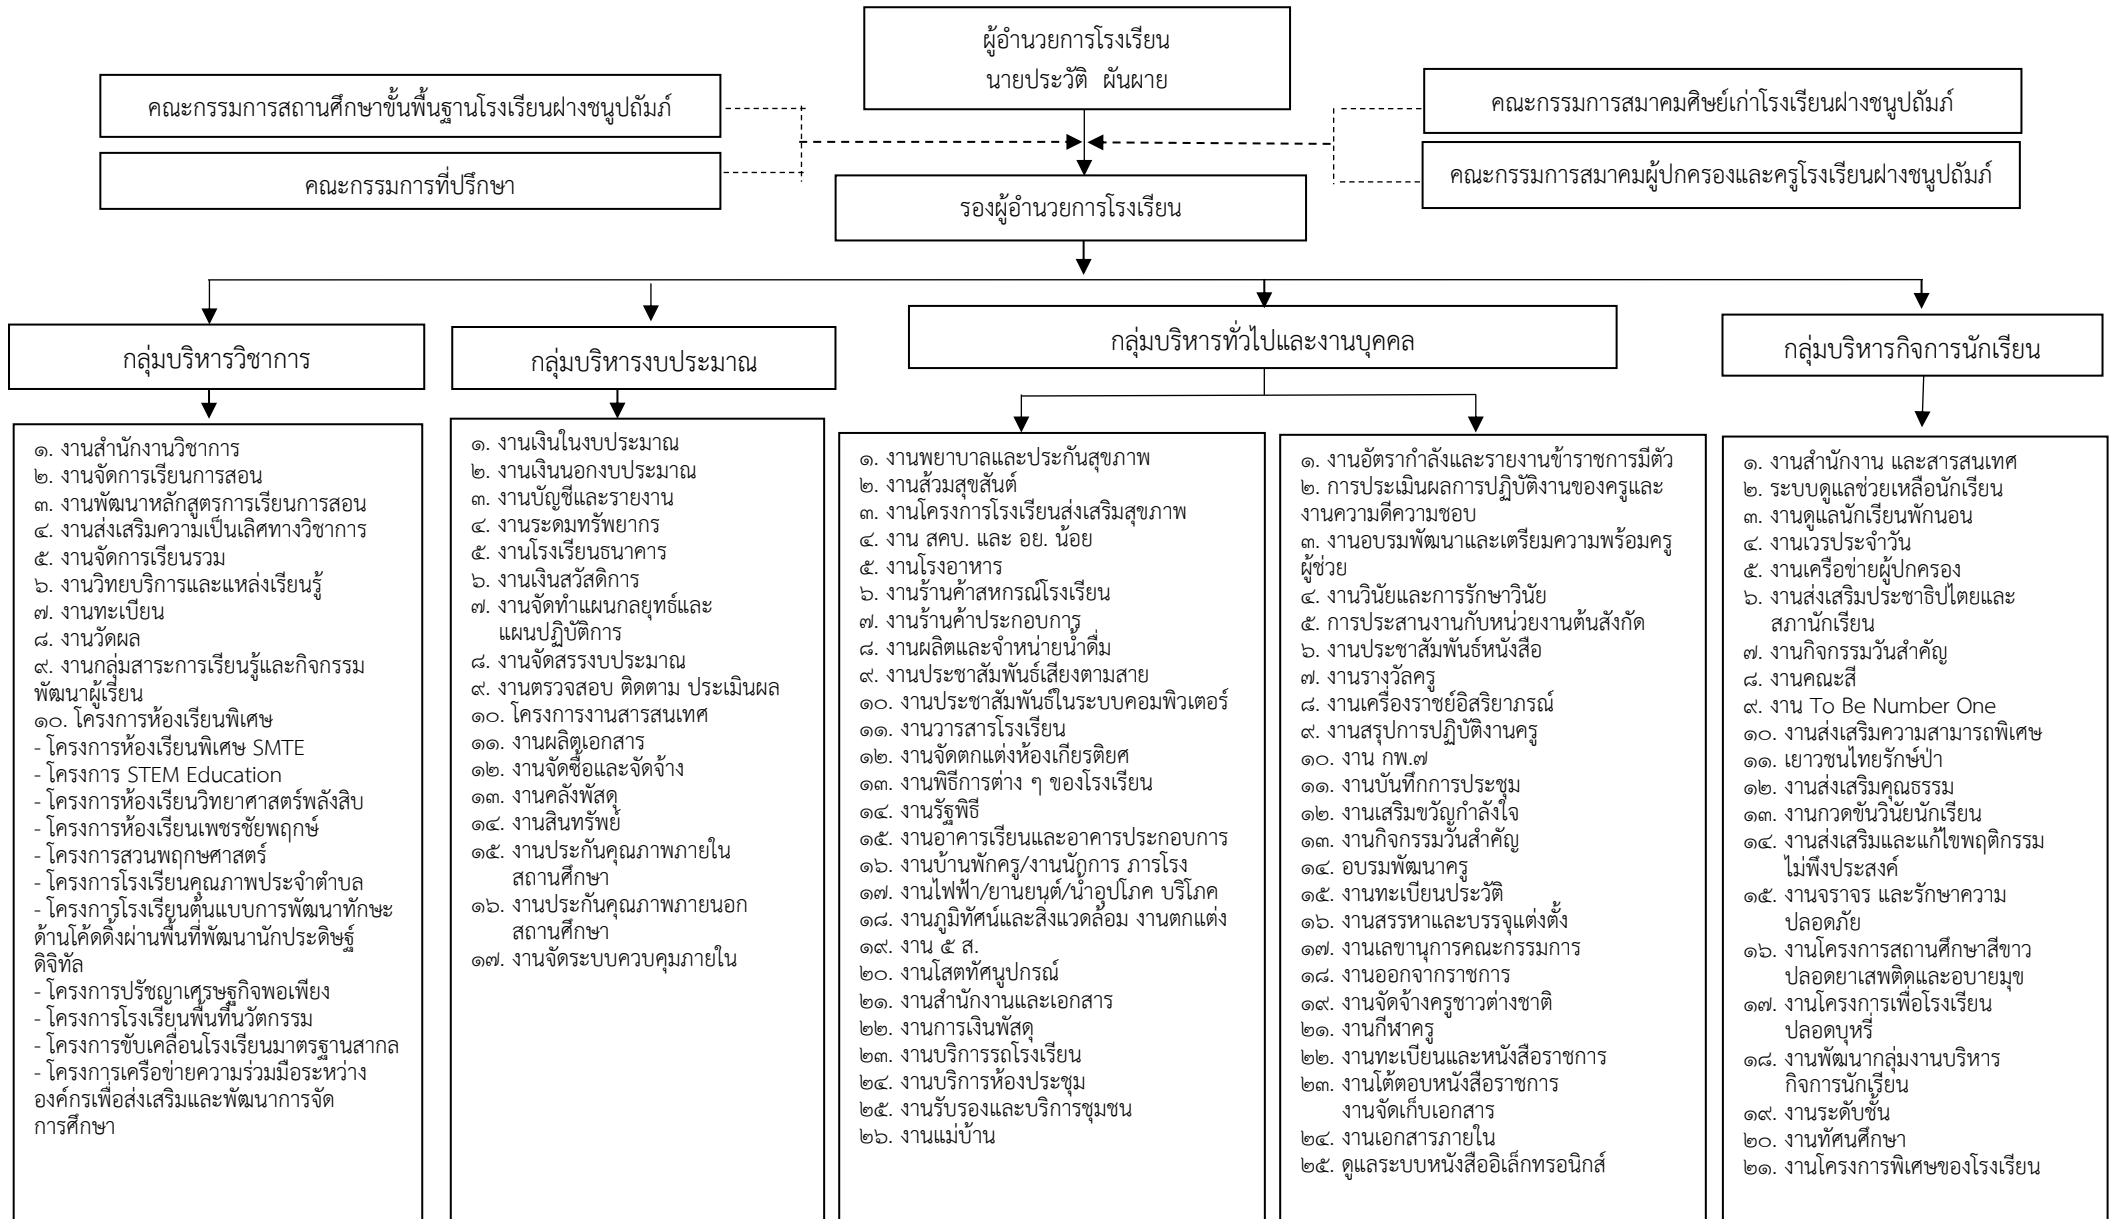 ผู้อำนวยการโรงเรียน
นายประวัติ ผันผาย
คณะกรรมการสถานศึกษาขั้นพื้นฐานโรงเรียนฝางชนูปถัมภ์
คณะกรรมการที่ปรึกษา
คณะกรรมการสมาคมศิษย์เก่าโรงเรียนฝางชนูปถัมภ์
คณะกรรมการสมาคมผู้ปกครองและครูโรงเรียนฝางชนูปถัมภ์
รองผู้อำนวยการโรงเรียน
กลุ่มบริหารวิชาการ
๑. งานสำนักงานวิชาการ
๒. งานจัดการเรียนการสอน
๓. งานพัฒนาหลักสูตรการเรียนการสอน
๔. งานส่งเสริมความเป็นเลิศทางวิชาการ
๕. งานจัดการเรียนรวม
๖. งานวิทยบริการและแหล่งเรียนรู้
๗. งานทะเบียน
๘. งานวัดผล
๙. งานกลุ่มสาระการเรียนรู้และกิจกรรม
พัฒนาผู้เรียน
๑๐. โครงการห้องเรียนพิเศษ
- โครงการห้องเรียนพิเศษ SMTE
- โครงการ STEM Education
- โครงการห้องเรียนวิทยาศาสตร์พลังสิบ
- โครงการห้องเรียนเพชรชัยพฤกษ์
- โครงการสวนพฤกษศาสตร์
- โครงการโรงเรียนคุณภาพประจำตำบล
- โครงการโรงเรียนต้นแบบการพัฒนาทักษะ
ด้านโค้ดดิ้งผ่านพื้นที่พัฒนานักประดิษฐ์
ดิจิทัล
- โครงการปรัชญาเศรษฐกิจพอเพียง
- โครงการโรงเรียนพื้นที่นวัตกรรม
- โครงการขับเคลื่อนโรงเรียนมาตรฐานสากล
- โครงการเครือข่ายความร่วมมือระหว่าง
องค์กรเพื่อส่งเสริมและพัฒนาการจัด
การศึกษา
กลุ่มบริหารงบประมาณ
๑. งานเงินในงบประมาณ
๒. งานเงินนอกงบประมาณ
๓. งานบัญชีและรายงาน
๔. งานระดมทรัพยากร
๕. งานโรงเรียนธนาคาร
๖. งานเงินสวัสดิการ
๗. งานจัดทำแผนกลยุทธ์และ
แผนปฏิบัติการ
๘. งานจัดสรรงบประมาณ
๙. งานตรวจสอบ ติดตาม ประเมินผล
๑๐. โครงการงานสารสนเทศ
๑๑. งานผลิตเอกสาร
๑๒. งานจัดซื้อและจัดจ้าง
๑๓. งานคลังพัสดุ
๑๔. งานสินทรัพย์
๑๕. งานประกันคุณภาพภายใน
สถานศึกษา
๑๖. งานประกันคุณภาพภายนอก
สถานศึกษา
๑๗. งานจัดระบบควบคุมภายใน
กลุ่มบริหารทั่วไปและงานบุคคล
๑. งานพยาบาลและประกันสุขภาพ
๒. งานส้วมสุขสันต์
๓. งานโครงการโรงเรียนส่งเสริมสุขภาพ
๔. งาน สคบ. และ อย. น้อย
๕. งานโรงอาหาร
๖. งานร้านค้าสหกรณ์โรงเรียน
๗. งานร้านค้าประกอบการ
๘. งานผลิตและจำหน่ายน้ำดื่ม
๙. งานประชาสัมพันธ์เสียงตามสาย
๑๐. งานประชาสัมพันธ์ในระบบคอมพิวเตอร์
๑๑. งานวารสารโรงเรียน
๑๒. งานจัดตกแต่งห้องเกียรติยศ
๑๓. งานพิธีการต่าง ๆ ของโรงเรียน
๑๔. งานรัฐพิธี
๑๕. งานอาคารเรียนและอาคารประกอบการ
๑๖. งานบ้านพักครู/งานนักการ ภารโรง
๑๗. งานไฟฟ้า/ยานยนต์/น้ำอุปโภค บริโภค
๑๘. งานภูมิทัศน์และสิ่งแวดล้อม งานตกแต่ง
๑๙. งาน ๕ ส.
๒๐. งานโสตทัศนูปกรณ์
๒๑. งานสำนักงานและเอกสาร
๒๒. งานการเงินพัสดุ
๒๓. งานบริการรถโรงเรียน
๒๔. งานบริการห้องประชุม
๒๕. งานรับรองและบริการชุมชน
๒๖. งานแม่บ้าน
๑. งานอัตรากำลังและรายงานข้าราชการมีตัว
๒. การประเมินผลการปฏิบัติงานของครูและ
งานความดีความชอบ
๓. งานอบรมพัฒนาและเตรียมความพร้อมครู
ผู้ช่วย
๔. งานวินัยและการรักษาวินัย
๕. การประสานงานกับหน่วยงานต้นสังกัด
๖. งานประชาสัมพันธ์หนังสือ
๗. งานรางวัลครู
๘. งานเครื่องราชย์อิสริยาภรณ์
๙. งานสรุปการปฏิบัติงานครู
๑๐. งาน กพ.๗
๑๑. งานบันทึกการประชุม
๑๒. งานเสริมขวัญกำลังใจ
๑๓. งานกิจกรรมวันสำคัญ
๑๔. อบรมพัฒนาครู
๑๕. งานทะเบียนประวัติ
๑๖. งานสรรหาและบรรจุแต่งตั้ง
๑๗. งานเลขานุการคณะกรรมการ
๑๘. งานออกจากราชการ
๑๙. งานจัดจ้างครูชาวต่างชาติ
๒๑. งานกีฬาครู
๒๒. งานทะเบียนและหนังสือราชการ
๒๓. งานโต้ตอบหนังสือราชการ
งานจัดเก็บเอกสาร
๒๔. งานเอกสารภายใน
๒๕. ดูแลระบบหนังสืออิเล็กทรอนิกส์
กลุ่มบริหารกิจการนักเรียน
๑. งานสำนักงาน และสารสนเทศ
๒. ระบบดูแลช่วยเหลือนักเรียน
๓. งานดูแลนักเรียนพักนอน
๔. งานเวรประจำวัน
๕. งานเครือข่ายผู้ปกครอง
๖. งานส่งเสริมประชาธิปไตยและ
สภานักเรียน
๗. งานกิจกรรมวันสำคัญ
๘. งานคณะสี
๙. งาน To Be Number One
๑๐. งานส่งเสริมความสามารถพิเศษ
๑๑. เยาวชนไทยรักษ์ป่า
๑๒. งานส่งเสริมคุณธรรม
๑๓. งานกวดขันวินัยนักเรียน
๑๔. งานส่งเสริมและแก้ไขพฤติกรรม
ไม่พึงประสงค์
๑๕. งานจราจร และรักษาความ
ปลอดภัย
๑๖. งานโครงการสถานศึกษาสีขาว
ปลอดยาเสพติดและอบายมุข
๑๗. งานโครงการเพื่อโรงเรียน
ปลอดบุหรี่
๑๘. งานพัฒนากลุ่มงานบริหาร
กิจการนักเรียน
๑๙. งานระดับชั้น
๒๐. งานทัศนศึกษา
๒๑. งานโครงการพิเศษของโรงเรียน